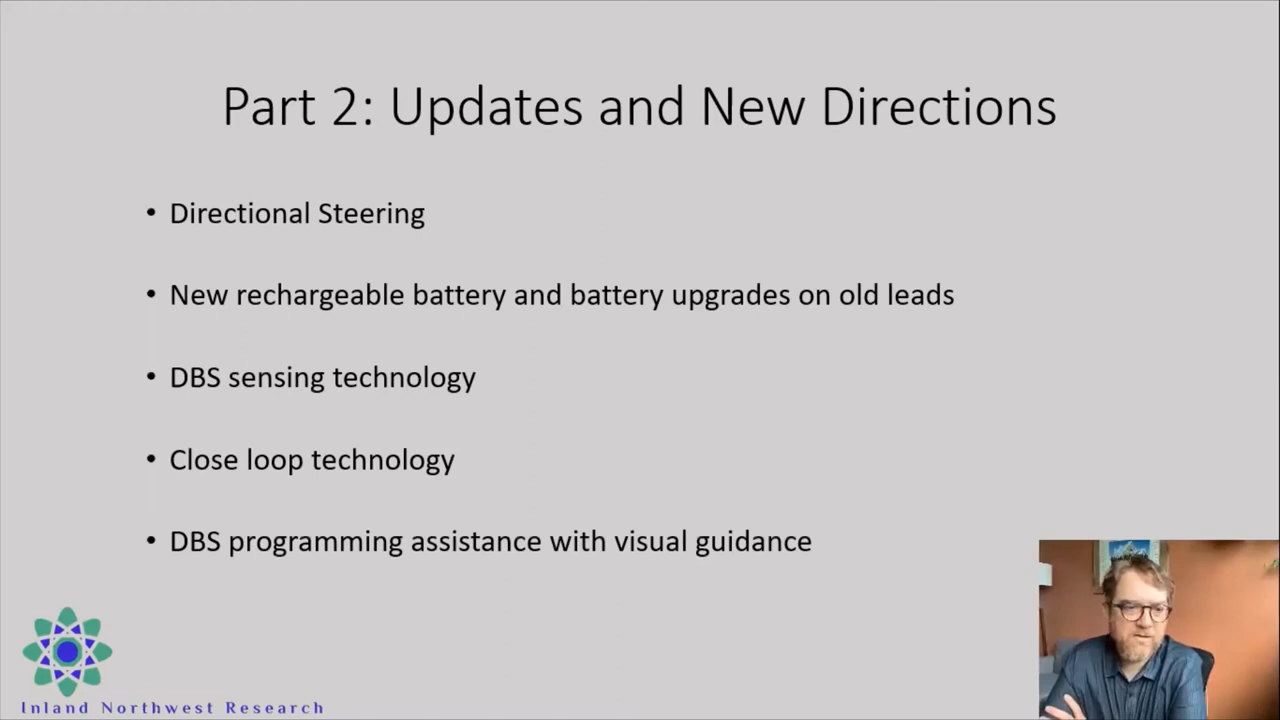 Part 2: Updates and New Directions
• Directional Steering
• New rechargeable battery and battery upgrades on old leads
• DBS sensing technology
• Close loop technology
• DBS programming assistance with visual guidance
Inland Northwest Research